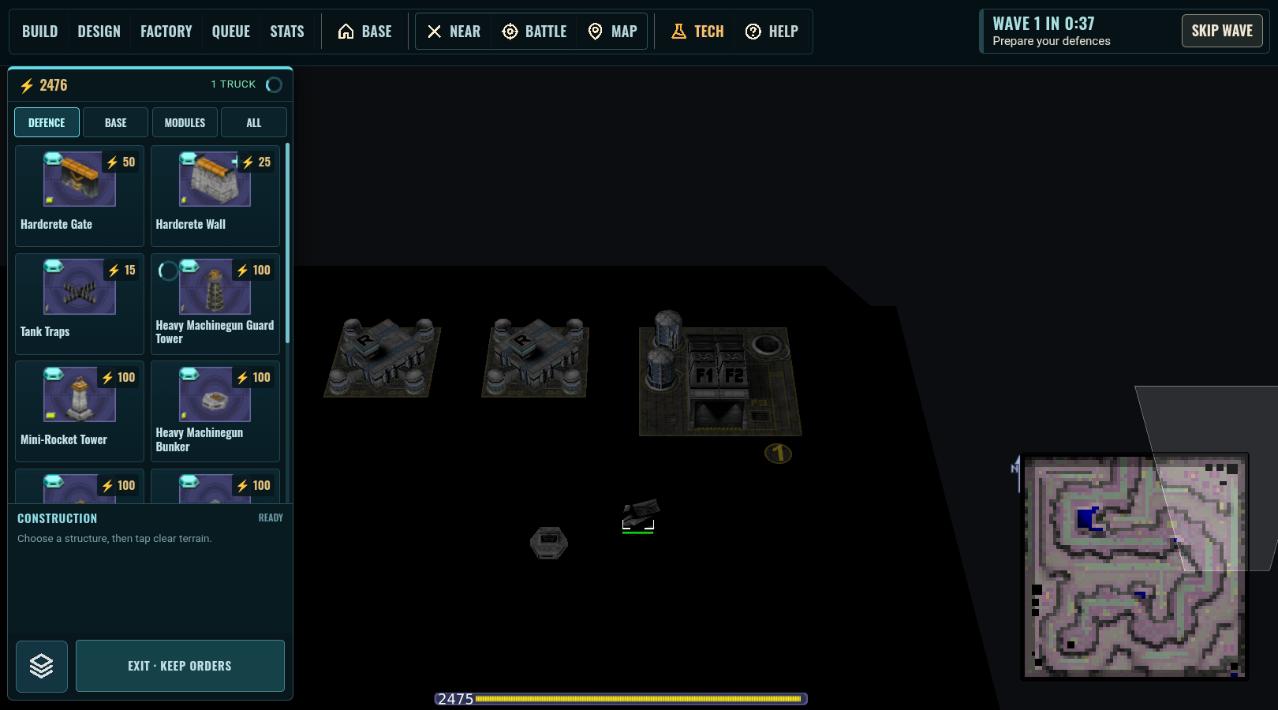 BUILD DESIGN FACTORY QUEUE STATS BASE NEAR BATTLE MAP TECH HELP
WAVE 1 IN 0:37
Prepare your defences
SKIP WAVE
2476
1 TRUCK
DEFENCE BASE MODULES ALL
50
25
Hardcrete Gate
Hardcrete Wall
15
100
Tank Traps
Heavy Machinegun Guard
Tower
100
100
Mini-Rocket Tower
Heavy Machinegun
Bunker
100
100
CONSTRUCTION
READY
Choose a structure, then tap clear terrain.
EXIT · KEEP ORDERS
R
R
F1 F2
1
N
2475